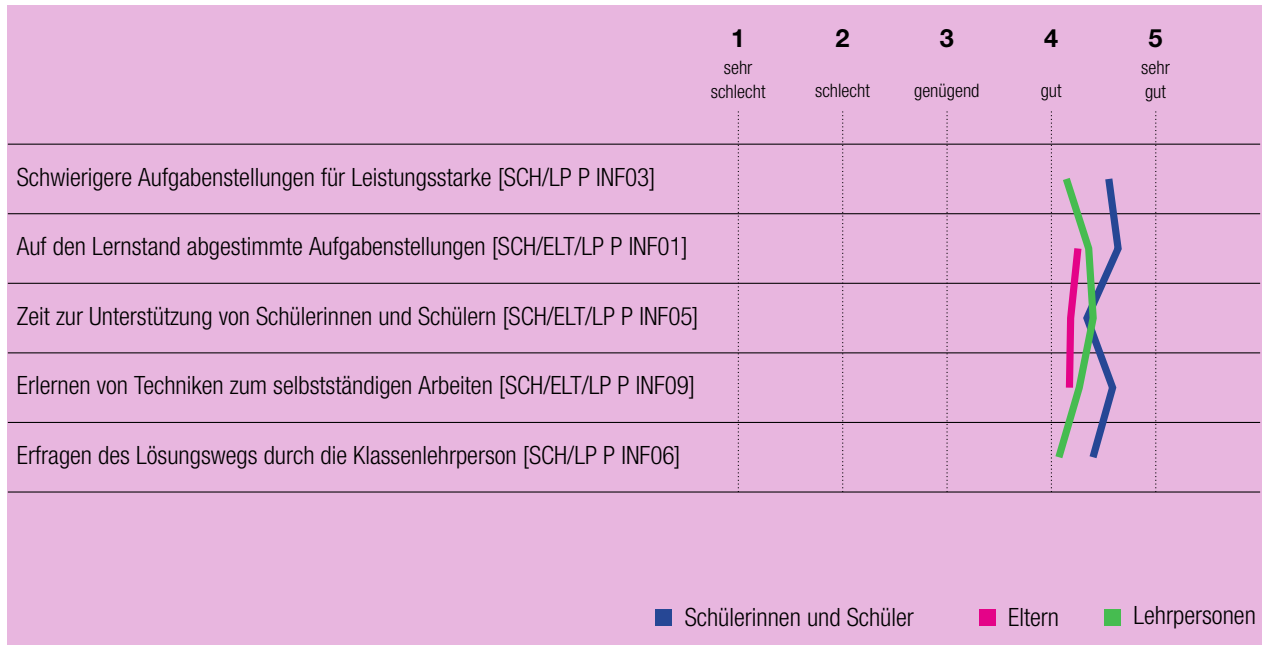 1 2 3 4 5
sehr schlecht schlecht genügend gut sehr gut
Schwierigere Aufgabenstellungen für Leistungsstarke [SCH/LP P INF03]
Auf den Lernstand abgestimmte Aufgabenstellungen [SCH/ELT/LP P INF01]
Zeit zur Unterstützung von Schülerinnen und Schülern [SCH/ELT/LP P INF05]
Erlernen von Techniken zum selbstständigen Arbeiten [SCH/ELT/LP P INF09]
Erfragen des Lösungswegs durch die Klassenlehrperson [SCH/LP P INF06]
Schülerinnen und Schüler Eltern Lehrpersonen